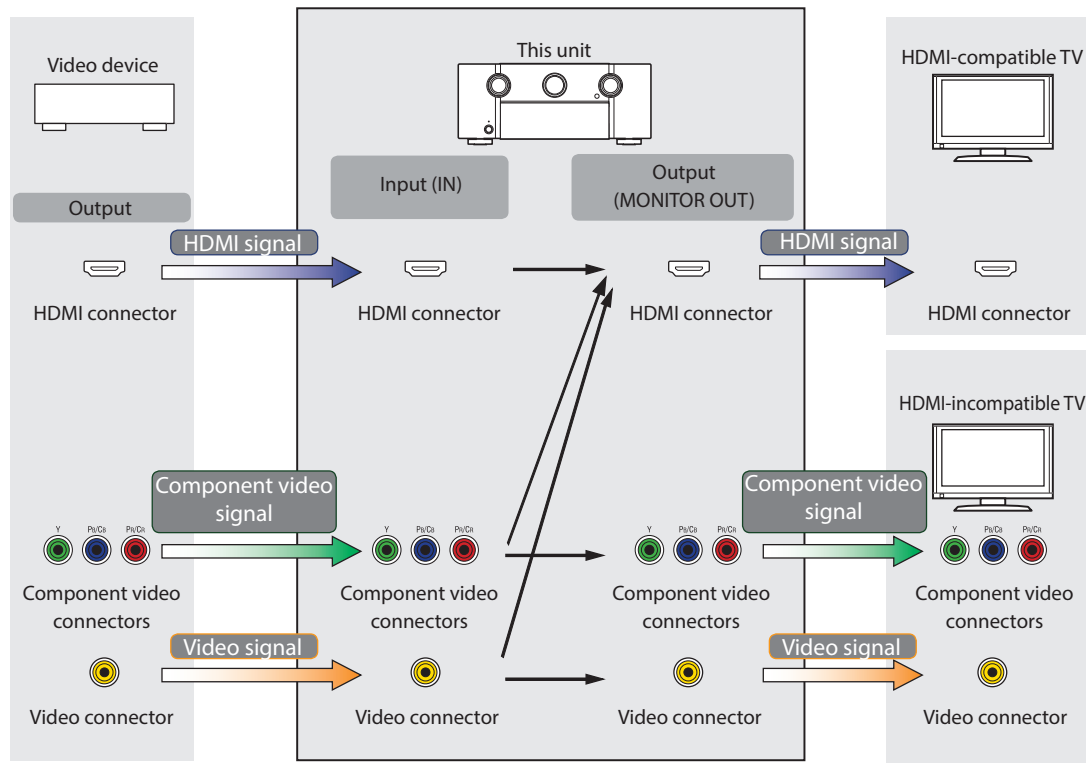 Video device
This unit
HDMI-compatible TV
Input (IN)
Output
(MONITOR OUT)
Output
HDMI signal
HDMI signal
HDMI connector
HDMI connector
HDMI connector
HDMI connector
HDMI-incompatible TV
Component video
signal
Component video
signal
Y PB/CB PR/CR
Y PB/CB PR/CR
Y PB/CB PR/CR
Y PB/CB PR/CR
Component video
connectors
Component video
connectors
Component video
connectors
Component video
connectors
Video signal
Video signal
Video connector
Video connector
Video connector
Video connector